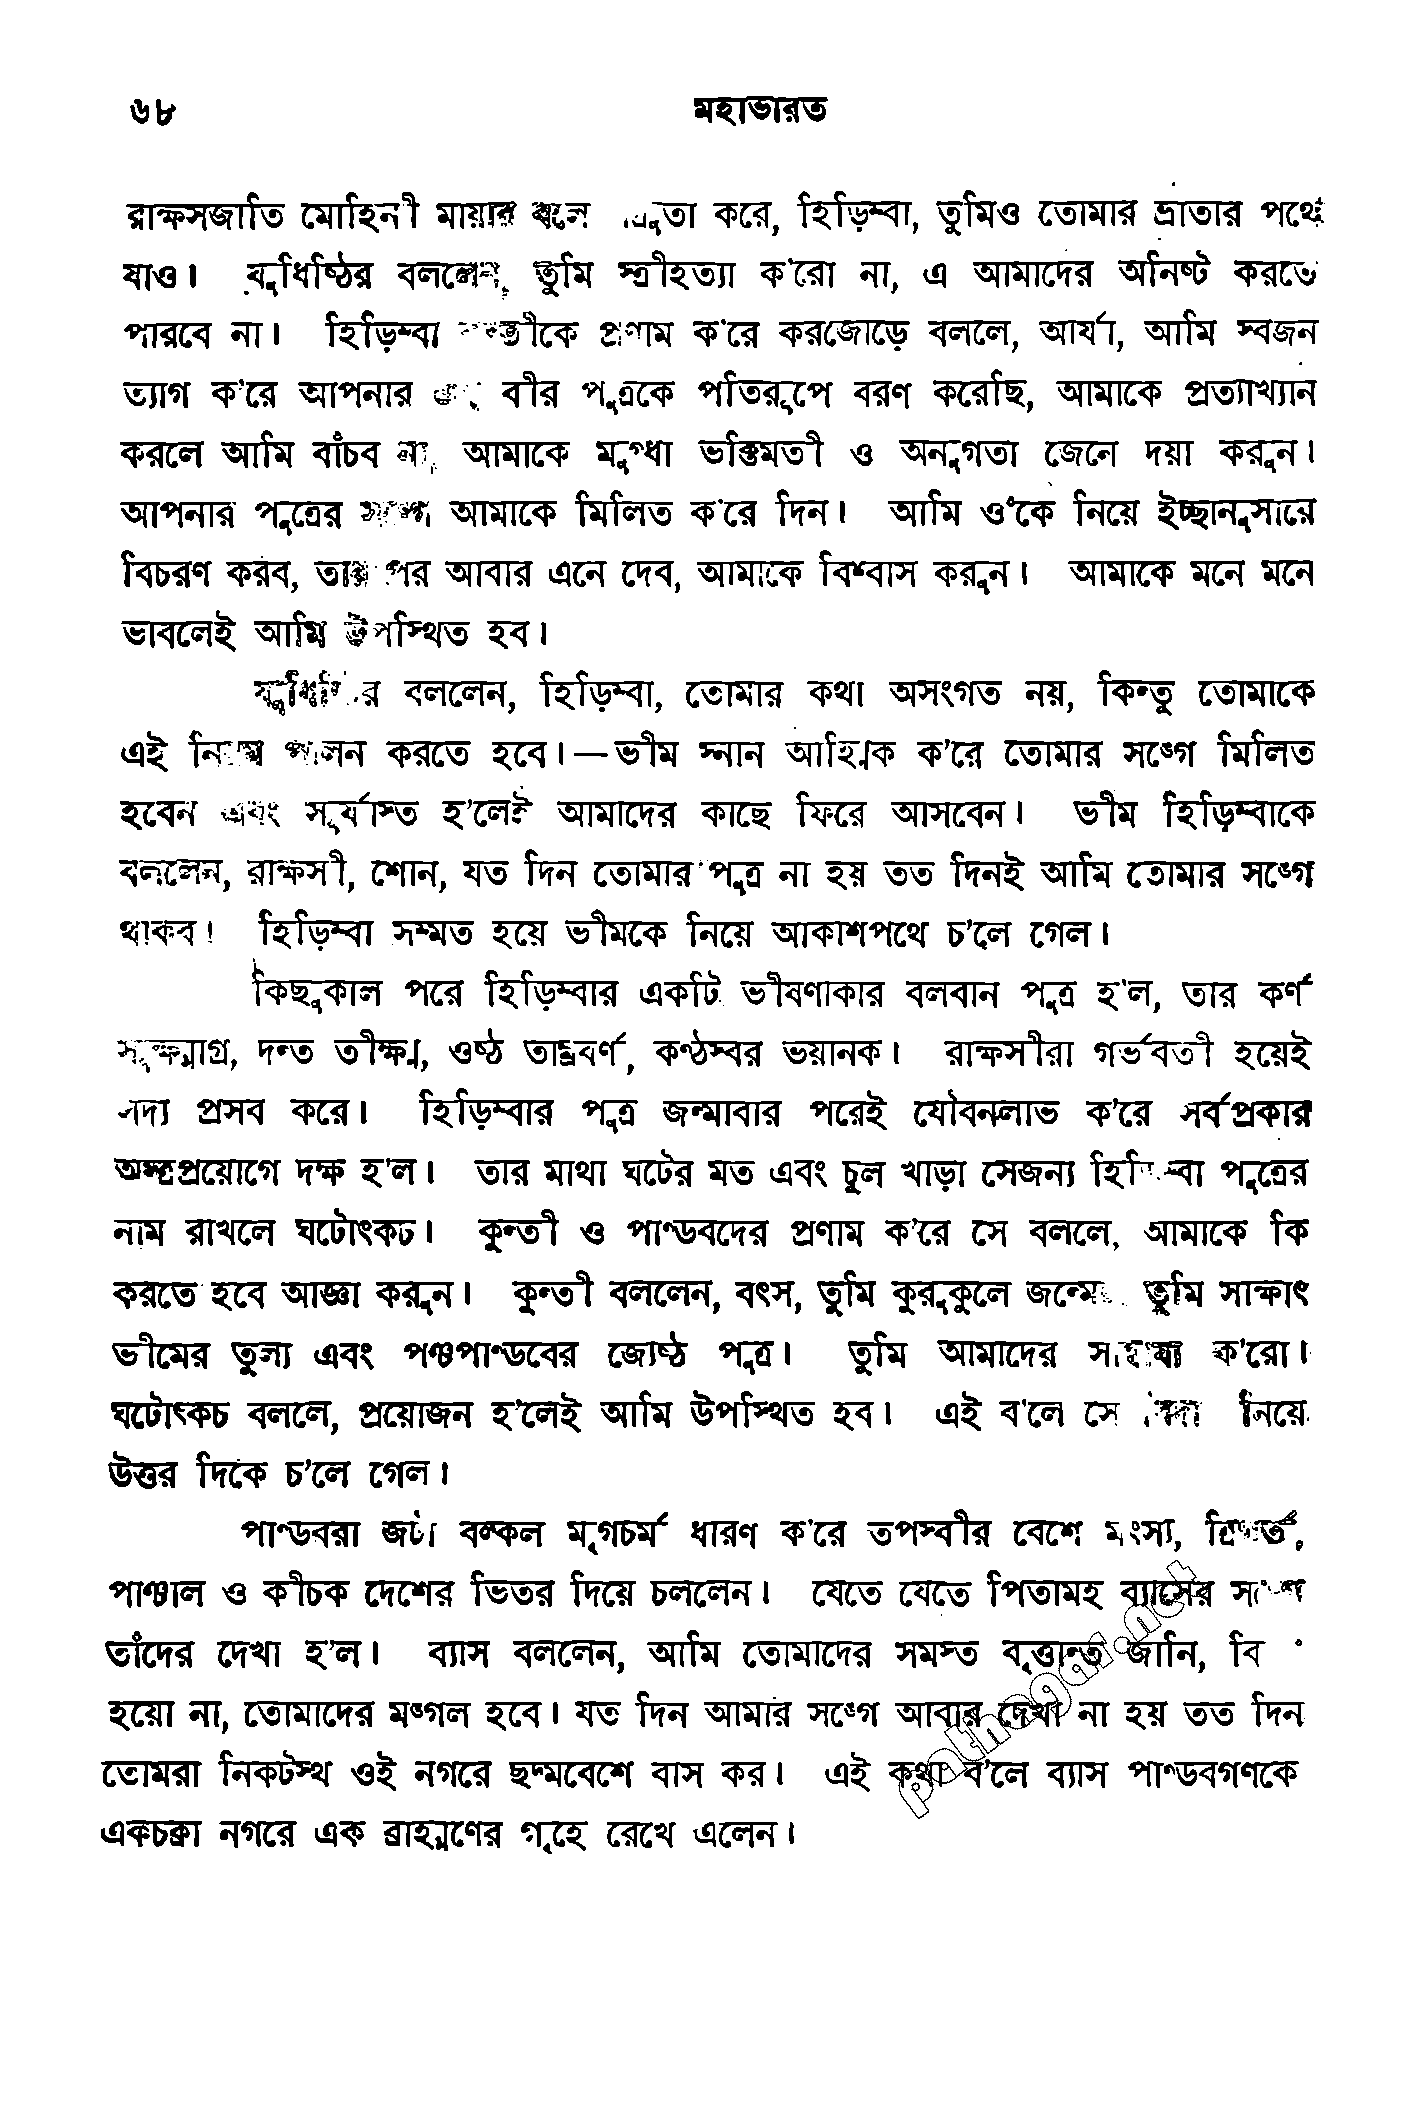 ৬৮ মহাভারত
রাক্ষসজাতি মোহিনী মায়ার বলে করে, হিড়িম্বা, তুমিও তোমার ভ্রাতার পথে
যাও। যুধিষ্ঠির বললেন, তুমি স্ত্রীহত্যা ক'রো না, এ আমাদের অনিষ্ট করতে
পারবে না। হিড়িম্বা কুন্তীকে প্রণাম ক'রে করজোড়ে বললে, আর্যা, আমি স্বজন
ত্যাগ ক'রে আপনার বীর পুত্রকে পতিরূপে বরণ করেছি, আমাকে প্রত্যাখ্যান
করলে আমি বাঁচব না, আমাকে মুগ্ধা ভক্তিমতী ও অনুগতা জেনে দয়া করুন।
আপনার পুত্রের সঙ্গে আমাকে মিলিত ক'রে দিন। আমি ওঁকে নিয়ে ইচ্ছানুসারে
বিচরণ করব, তার পর আবার এনে দেব, আমাকে বিশ্বাস করুন। আমাকে মনে মনে
ভাবলেই আমি উপস্থিত হব।
যুধিষ্ঠির বললেন, হিড়িম্বা, তোমার কথা অসংগত নয়, কিন্তু তোমাকে
এই নিয়ম পালন করতে হবে।—ভীম স্নান আহ্নিক ক'রে তোমার সঙ্গে মিলিত
হবেন এবং সূর্যাস্ত হ'লেই আমাদের কাছে ফিরে আসবেন। ভীম হিড়িম্বাকে
বললেন, রাক্ষসী, শোন, যত দিন তোমার পুত্র না হয় তত দিনই আমি তোমার সঙ্গে
থাকব। হিড়িম্বা সম্মত হয়ে ভীমকে নিয়ে আকাশপথে চ'লে গেল।
কিছুকাল পরে হিড়িম্বার একটি ভীষণাকার বলবান পুত্র হ'ল, তার কর্ণ
সূক্ষ্মাগ্র, দন্ত তীক্ষ্ণ, ওষ্ঠ তাম্রবর্ণ, কণ্ঠস্বর ভয়ানক। রাক্ষসীরা গর্ভবতী হয়েই
সদ্য প্রসব করে। হিড়িম্বার পুত্র জন্মাবার পরেই যৌবনলাভ ক'রে সর্বপ্রকার
অস্ত্রপ্রয়োগে দক্ষ হ'ল। তার মাথা ঘটের মত এবং চুল খাড়া সেজন্য হিড়িম্বা পুত্রের
নাম রাখলে ঘটোৎকচ। কুন্তী ও পাণ্ডবদের প্রণাম ক'রে সে বললে, আমাকে কি
করতে হবে আজ্ঞা করুন। কুন্তী বললেন, বৎস, তুমি কুরুকুলে জন্মেছ, তুমি সাক্ষাৎ
ভীমের তুল্য এবং পঞ্চপাণ্ডবের জ্যেষ্ঠ পুত্র। তুমি আমাদের সাহায্য ক'রো।
ঘটোৎকচ বললে, প্রয়োজন হ'লেই আমি উপস্থিত হব। এই ব'লে সে বিদায় নিয়ে
উত্তর দিকে চ'লে গেল।
পাণ্ডবরা জটা বল্কল মৃগচর্ম ধারণ ক'রে তপস্বীর বেশে মৎস্য, ত্রিগর্ত,
পাঞ্চাল ও কীচক দেশের ভিতর দিয়ে চললেন। যেতে যেতে পিতামহ ব্যাসের সঙ্গে
তাঁদের দেখা হ'ল। ব্যাস বললেন, আমি তোমাদের সমস্ত বৃত্তান্ত জানি,
হয়ো না, তোমাদের মঙ্গল হবে। যত দিন আমার সঙ্গে আবার দেখা না হয় তত দিন
তোমরা নিকটস্থ ওই নগরে ছদ্মবেশে বাস কর। এই কথা ব'লে ব্যাস পাণ্ডবগণকে
একচক্রা নগরে এক ব্রাহ্মণের গৃহে রেখে এলেন।
pathagar.net